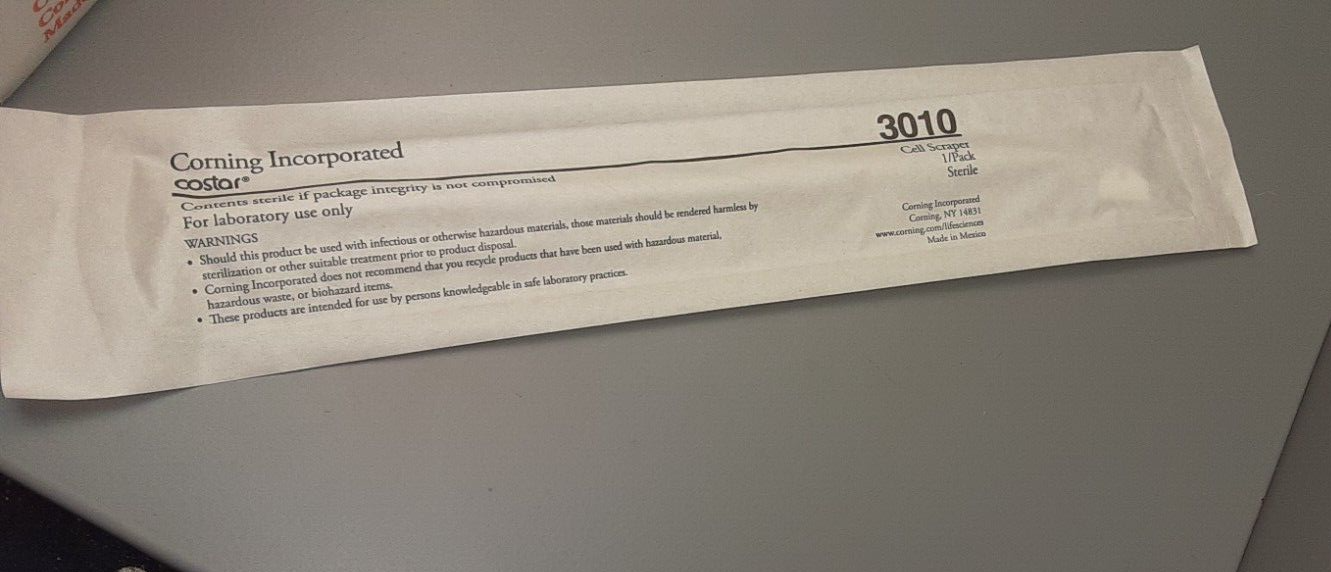 Corning Incorporated
costar®
Contents sterile if package integrity is not compromised
For laboratory use only
WARNINGS
• Should this product be used with infectious or otherwise hazardous materials, those materials should be rendered harmless by
sterilization or other suitable treatment prior to product disposal.
• Corning Incorporated does not recommend that you recycle products that have been used with hazardous material,
hazardous waste, or biohazard items.
• These products are intended for use by persons knowledgeable in safe laboratory practices.
3010
Cell Scraper
1/Pack
Sterile
Corning Incorporated
Corning, NY 14831
www.corning.com/lifesciences
Made in Mexico